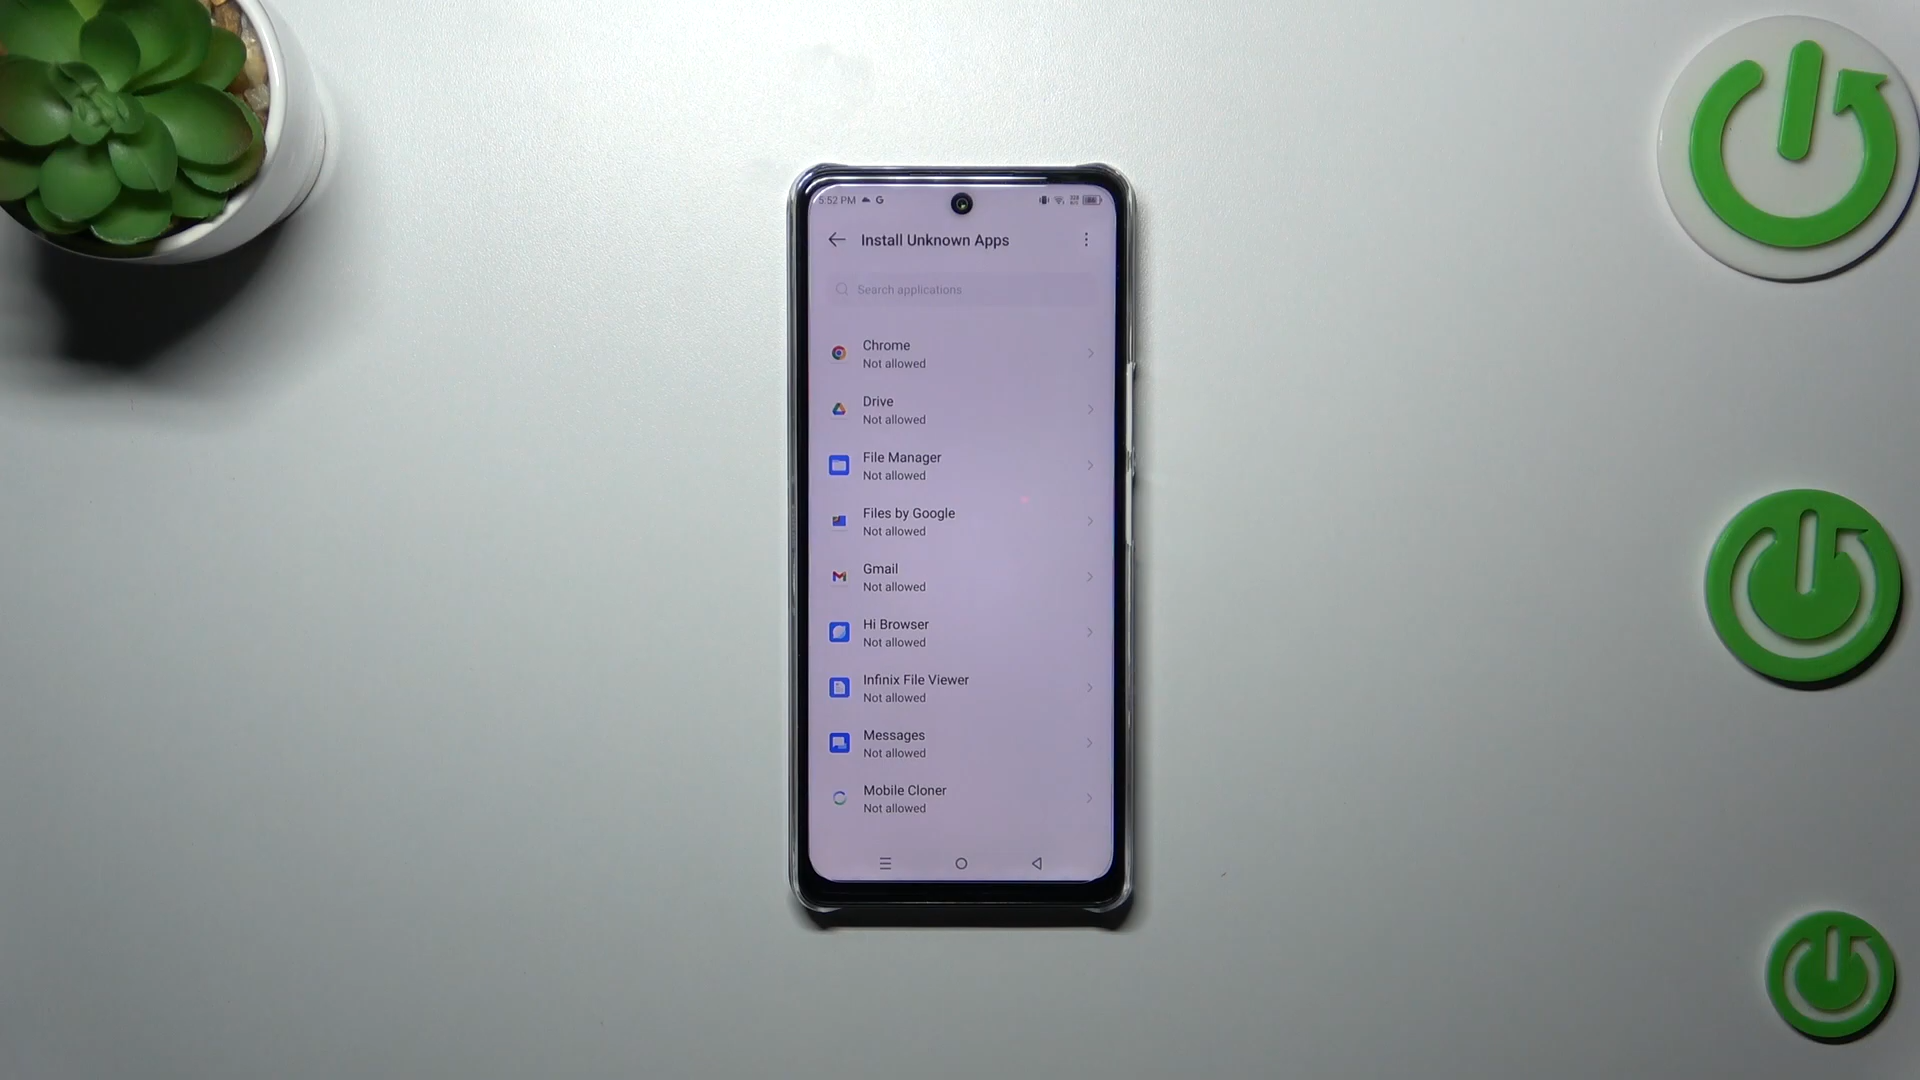 5:52 PM
Install Unknown Apps
Search applications
Chrome
Not allowed
Drive
Not allowed
File Manager
Not allowed
Files by Google
Not allowed
Gmail
Not allowed
Hi Browser
Not allowed
Infinix File Viewer
Not allowed
Messages
Not allowed
Mobile Cloner
Not allowed